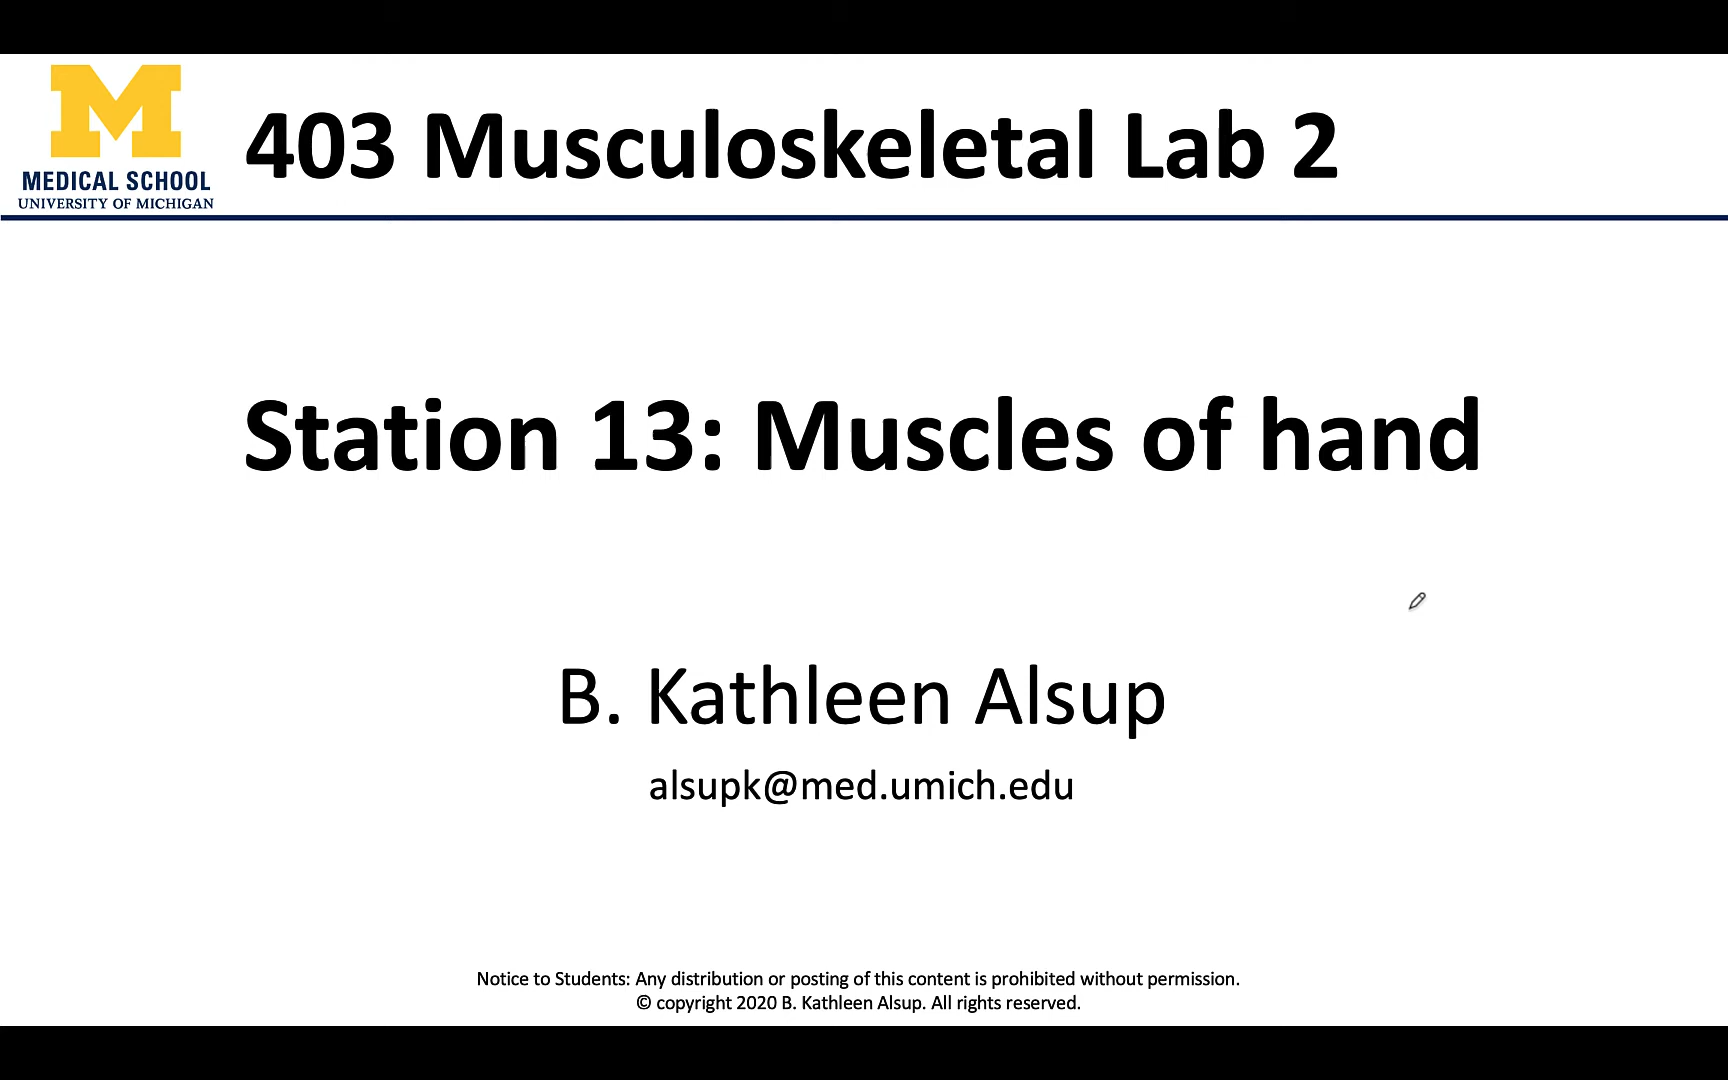 M
MEDICAL SCHOOL
UNIVERSITY OF MICHIGAN
403 Musculoskeletal Lab 2
Station 13: Muscles of hand
B. Kathleen Alsup
alsupk@med.umich.edu
Notice to Students: Any distribution or posting of this content is prohibited without permission.
© copyright 2020 B. Kathleen Alsup. All rights reserved.